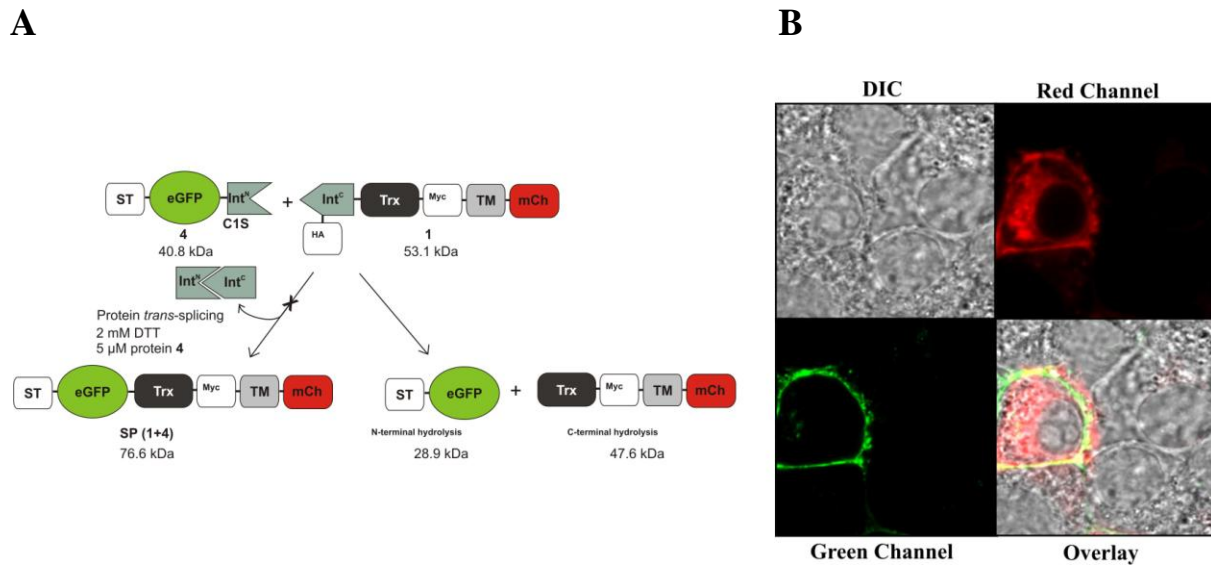 A
B
DIC
Red Channel
ST
eGFP
Int^N
C1S
+
Int^C
HA
Trx
Myc
TM
mCh
4
40.8 kDa
1
53.1 kDa
Int^N
Int^C
Protein trans-splicing
2 mM DTT
5 µM protein 4
ST
eGFP
Trx
Myc
TM
mCh
SP (1+4)
76.6 kDa
ST
eGFP
+
Trx
Myc
TM
mCh
N-terminal hydrolysis
C-terminal hydrolysis
28.9 kDa
47.6 kDa
Green Channel
Overlay